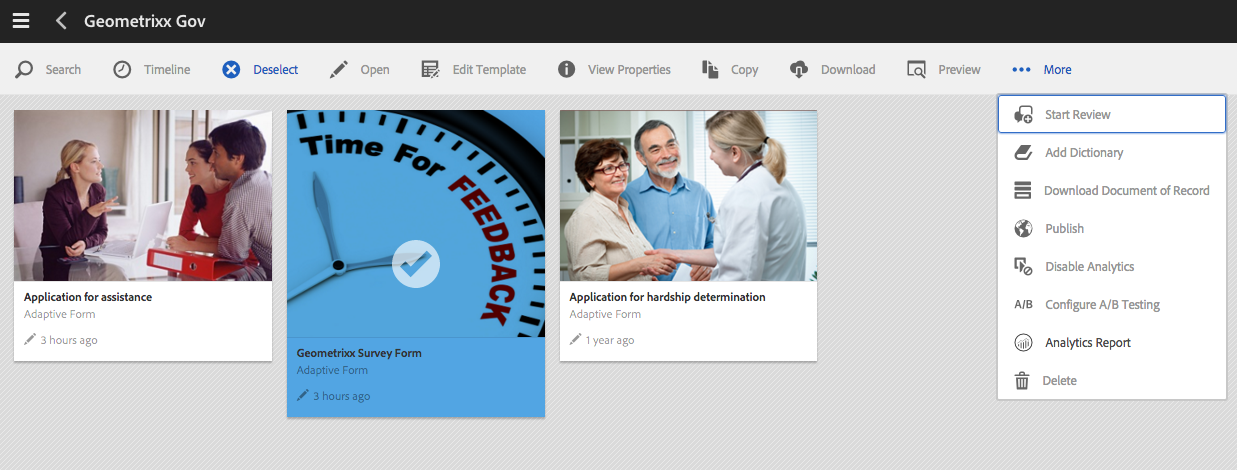 Geometrixx Gov
Search
Timeline
Deselect
Open
Edit Template
View Properties
Copy
Download
Preview
More
Start Review
Add Dictionary
Download Document of Record
Publish
Disable Analytics
A/B Configure A/B Testing
Analytics Report
Delete
Application for assistance
Adaptive Form
3 hours ago
Time For
FEEDBACK
Geometrixx Survey Form
Adaptive Form
3 hours ago
Application for hardship determination
Adaptive Form
1 year ago